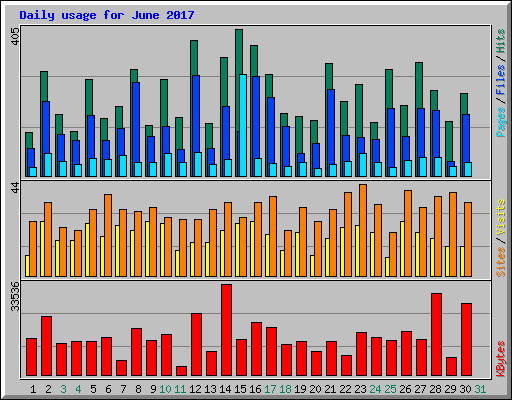 Daily usage for June 2017
405
Pages / Files / Hits
44
Sites / Visits
33536
KBytes
1 2 3 4 5 6 7 8 9 10 11 12 13 14 15 16 17 18 19 20 21 22 23 24 25 26 27 28 29 30 31